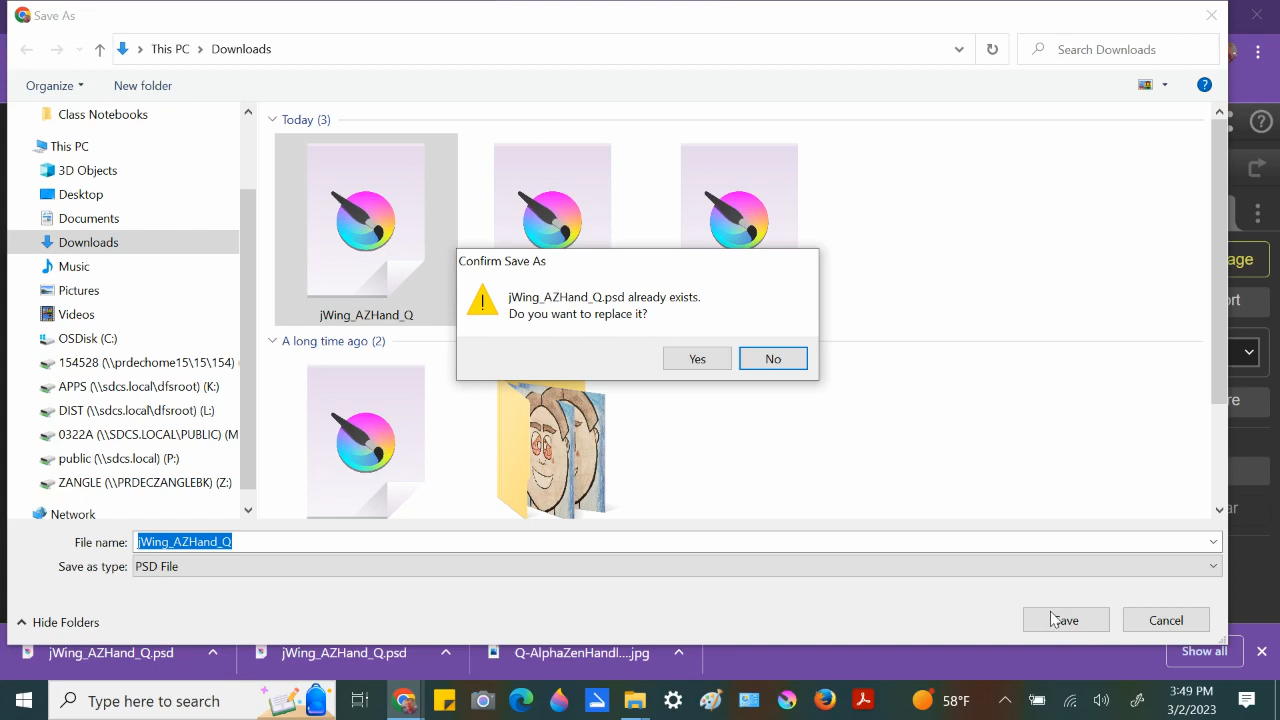 Save As
This PC
Downloads
Search Downloads
Organize
New folder
Class Notebooks
This PC
3D Objects
Desktop
Documents
Downloads
Music
Pictures
Videos
OSDisk (C:)
154528 (\\prdechome15\15\154)
APPS (\\sdcs.local\dfsroot) (K:)
DIST (\\sdcs.local\dfsroot) (L:)
0322A (\\SDCS.LOCAL\PUBLIC) (M
public (\\sdcs.local) (P:)
ZANGLE (\\PRDECZANGLEBK) (Z:)
Network
Today (3)
jWing_AZHand_Q
A long time ago (2)
Confirm Save As
jWing_AZHand_Q.psd already exists.
Do you want to replace it?
Yes
No
File name:
jWing_AZHand_Q
Save as type:
PSD File
Hide Folders
Save
Cancel
age
ort
re
ar
jWing_AZHand_Q.psd
jWing_AZHand_Q.psd
Q-AlphaZenHandl....jpg
Show all
Type here to search
58°F
3:49 PM
3/2/2023